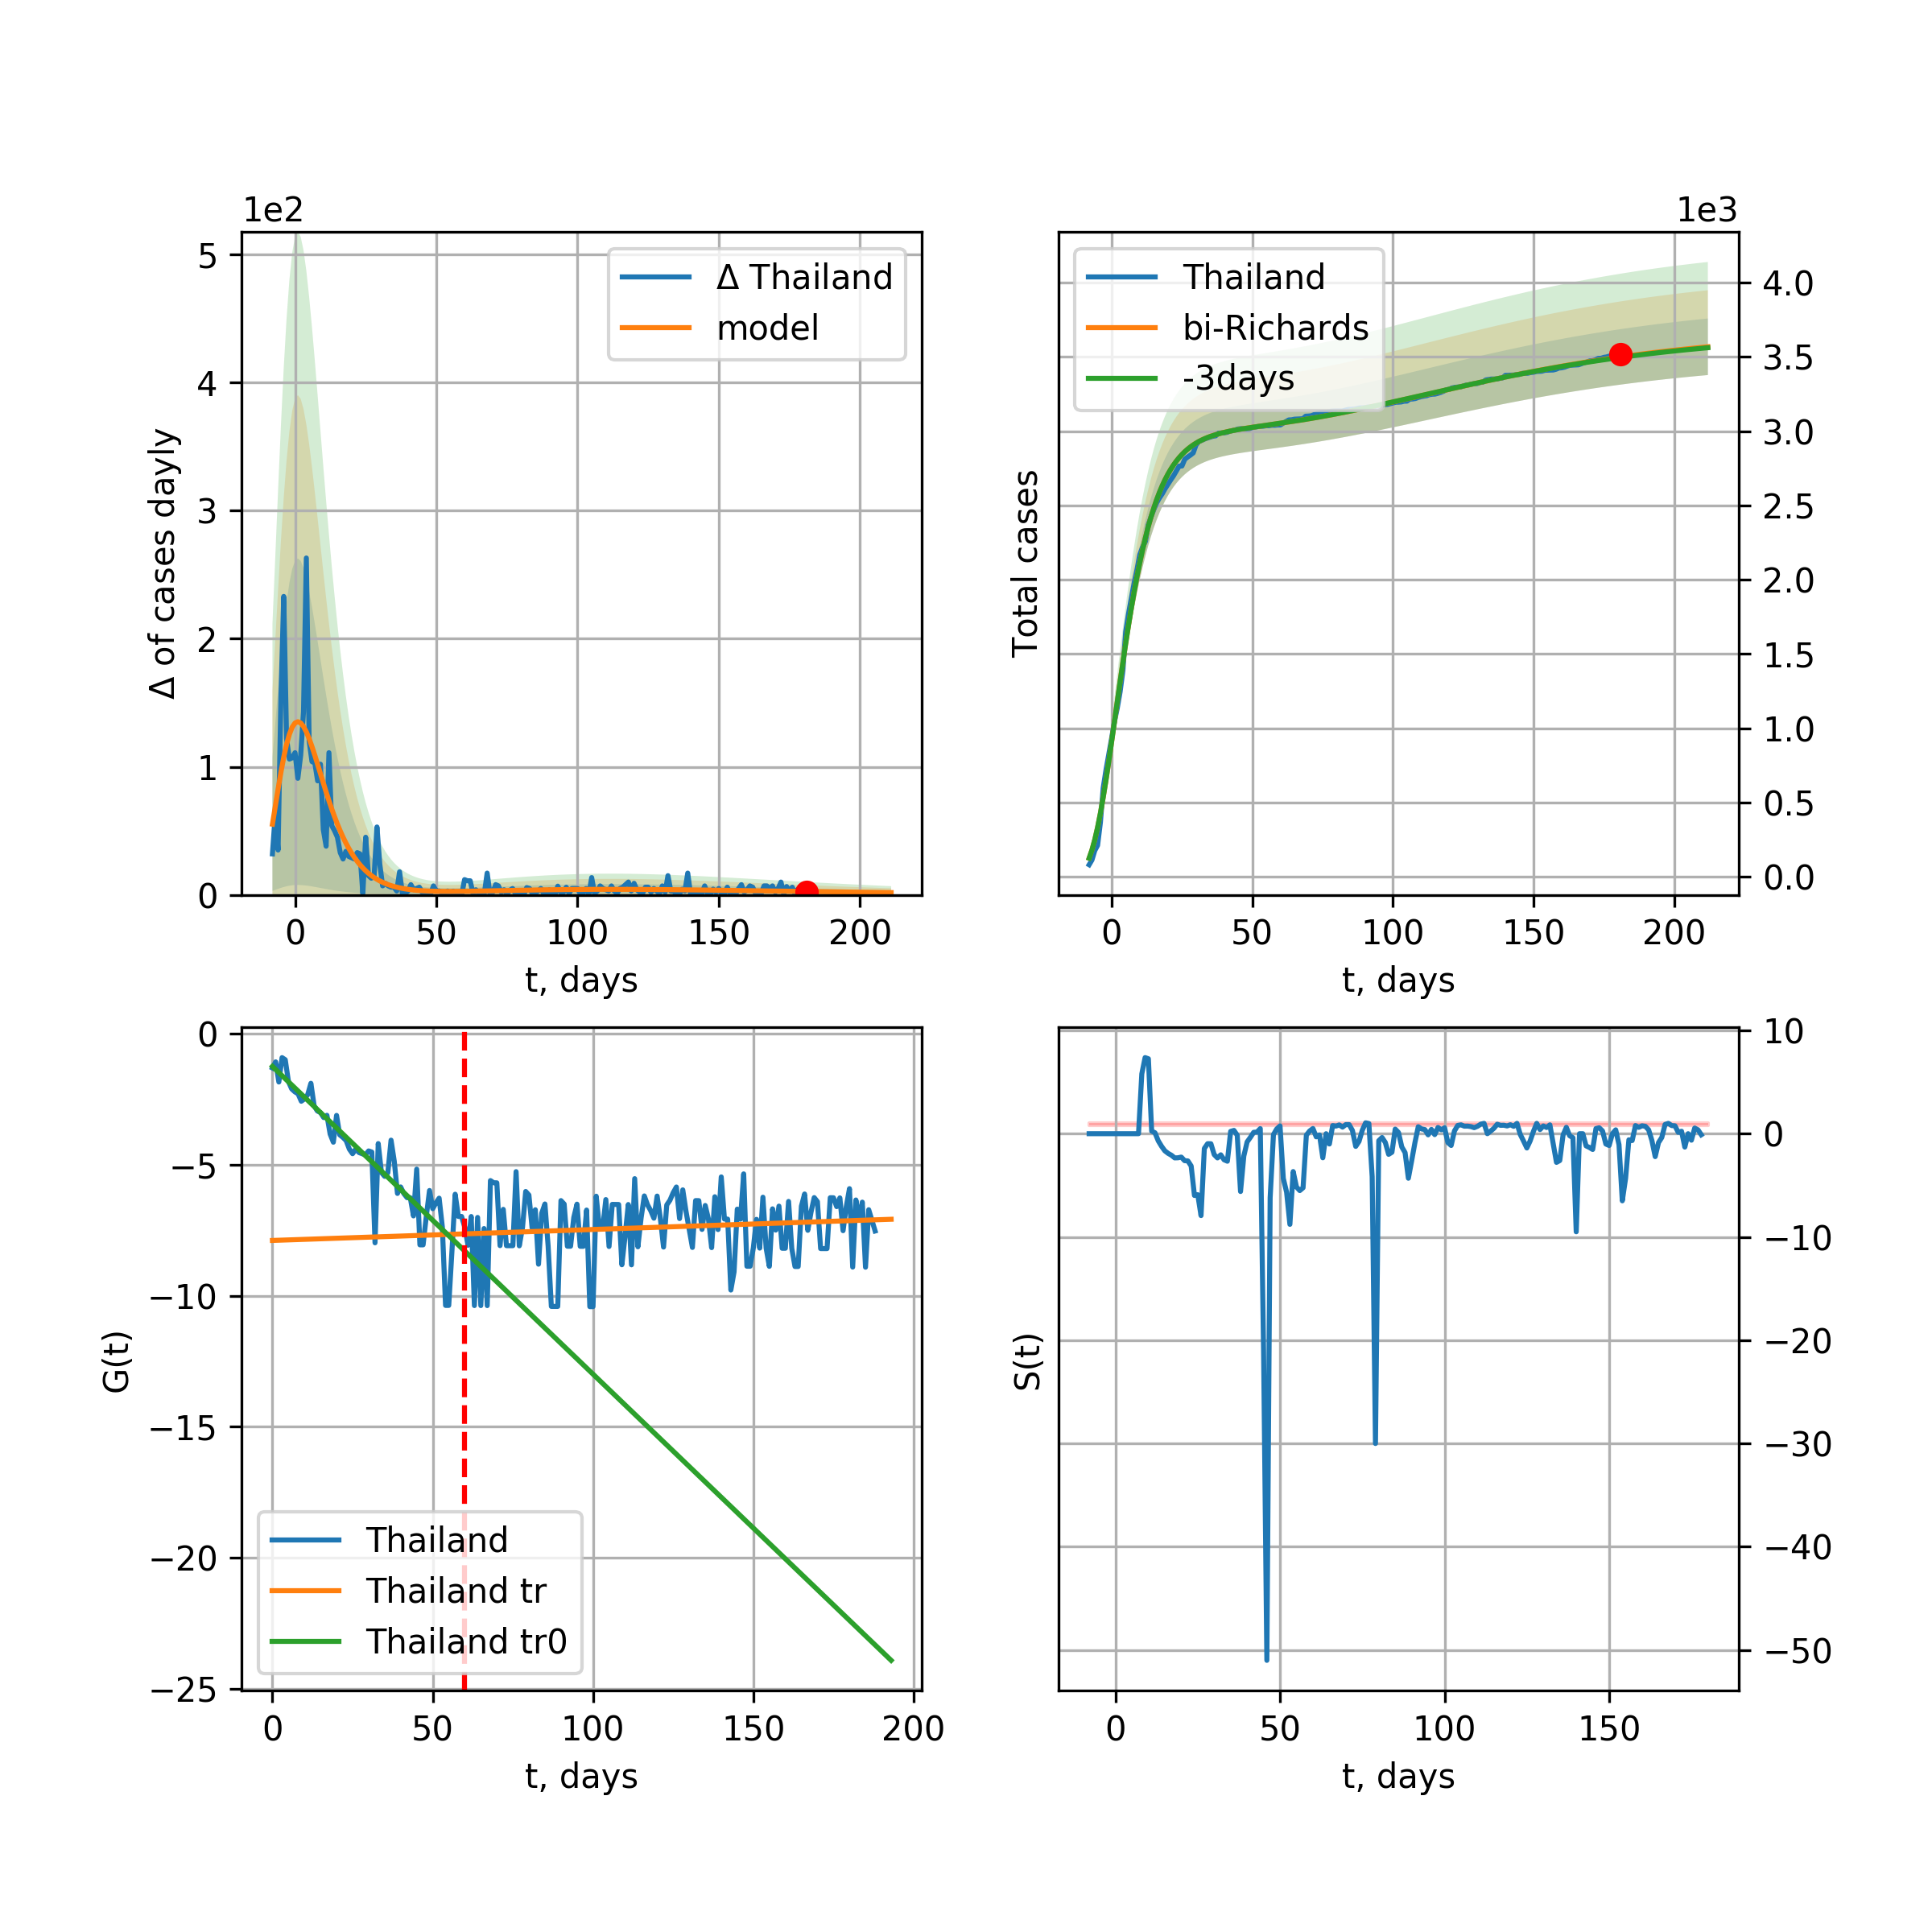 1e2
5
4
3
2
1
0
Δ of cases dayly
Δ Thailand
model
0 50 100 150 200
t, days
1e3
Total cases
Thailand
bi-Richards
-3days
4.0
3.5
3.0
2.5
2.0
1.5
1.0
0.5
0.0
0 50 100 150 200
t, days
0
−5
−10
−15
−20
−25
G(t)
Thailand
Thailand tr
Thailand tr0
0 50 100 150 200
t, days
S(t)
10
0
−10
−20
−30
−40
−50
0 50 100 150
t, days